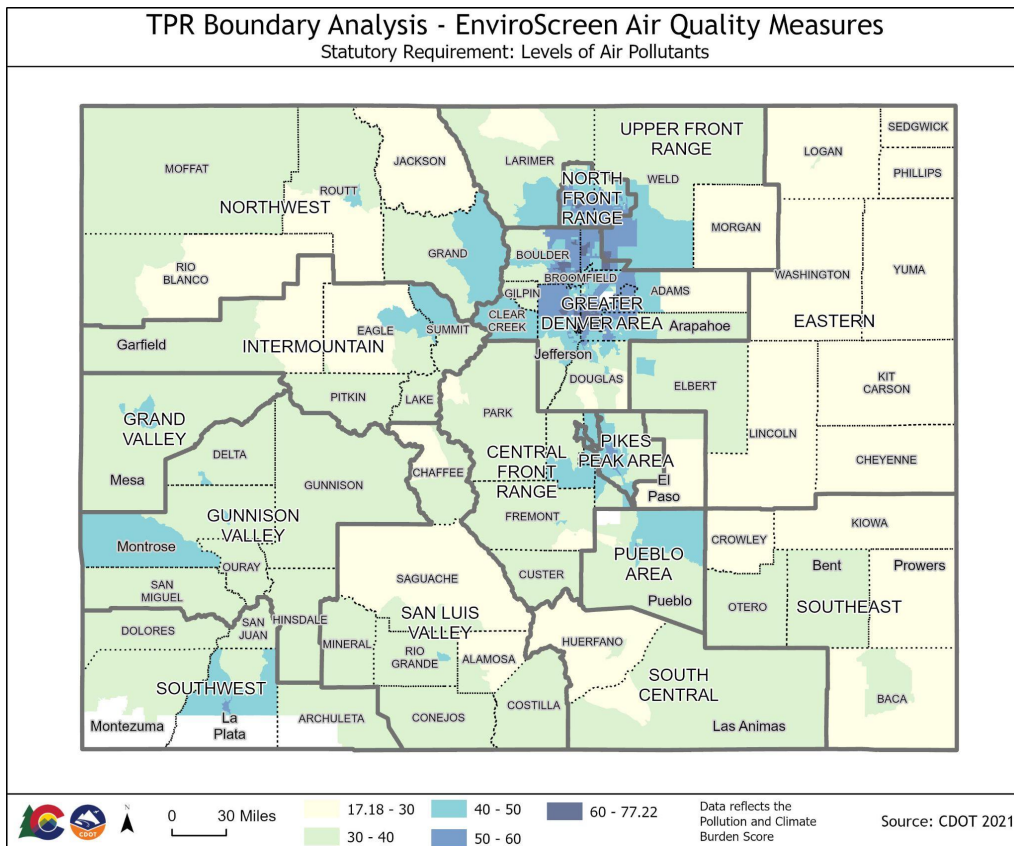 TPR Boundary Analysis - EnviroScreen Air Quality Measures
Statutory Requirement: Levels of Air Pollutants
MOFFAT
ROUTT
NORTHWEST
JACKSON
LARIMER
UPPER FRONT
RANGE
NORTH
FRONT
RANGE
WELD
LOGAN
SEDGWICK
PHILLIPS
RIO
BLANCO
GRAND
BOULDER
BROOMFIELD
GILPIN
CLEAR
CREEK
GREATER
DENVER AREA
ADAMS
Arapahoe
MORGAN
WASHINGTON
YUMA
EASTERN
Garfield
INTERMOUNTAIN
EAGLE
SUMMIT
Jefferson
DOUGLAS
ELBERT
KIT
CARSON
PITKIN
LAKE
PARK
LINCOLN
CHEYENNE
GRAND
VALLEY
Mesa
DELTA
GUNNISON
CHAFFEE
CENTRAL
FRONT
RANGE
PIKES
PEAK AREA
El
Paso
GUNNISON
VALLEY
Montrose
OURAY
FREMONT
CROWLEY
KIOWA
SAN
MIGUEL
SAGUACHE
CUSTER
PUEBLO
AREA
Pueblo
Bent
Prowers
OTERO
SOUTHEAST
DOLORES
SAN
JUAN
HINSDALE
MINERAL
SAN LUIS
VALLEY
RIO
GRANDE
ALAMOSA
HUERFANO
SOUTHWEST
SOUTH
CENTRAL
BACA
Montezuma
La
Plata
ARCHULETA
CONEJOS
COSTILLA
Las Animas
CDOT
N
0 30 Miles
17.18 - 30
30 - 40
40 - 50
50 - 60
60 - 77.22
Data reflects the
Pollution and Climate
Burden Score
Source: CDOT 2021